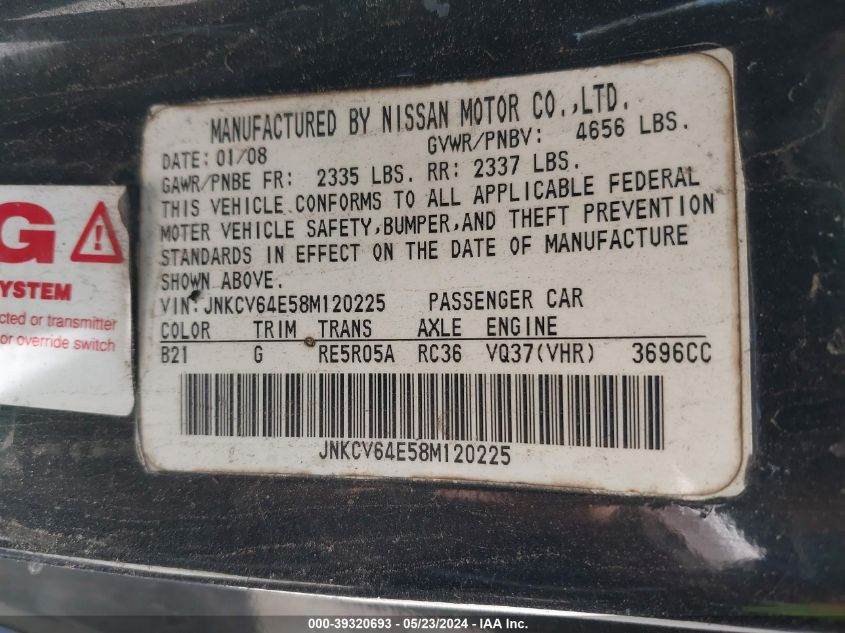 MANUFACTURED BY NISSAN MOTOR CO.,LTD.
DATE: 01/08 GVWR/PNBV: 4656 LBS.
GAWR/PNBE FR: 2335 LBS. RR: 2337 LBS.
THIS VEHICLE CONFORMS TO ALL APPLICABLE FEDERAL
MOTER VEHICLE SAFETY,BUMPER,AND THEFT PREVENTION
STANDARDS IN EFFECT ON THE DATE OF MANUFACTURE
SHOWN ABOVE.
VIN: JNKCV64E58M120225 PASSENGER CAR
COLOR TRIM TRANS AXLE ENGINE
B21 G RE5R05A RC36 VQ37(VHR) 3696CC
JNKCV64E58M120225
G
YSTEM
cted or transmitter
or override switch
000-39320693 - 05/23/2024 - IAA Inc.